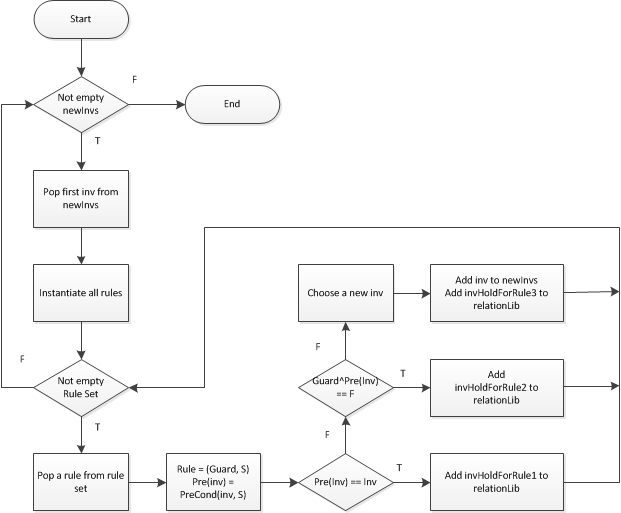 Start
F
Not empty
newInvs
End
T
Pop first inv from
newInvs
Instantiate all rules
Choose a new inv
Add inv to newInvs
Add invHoldForRule3 to
relationLib
F
F
Not empty
Rule Set
Guard^Pre(Inv)
== F
T
Add
invHoldForRule2 to
relationLib
T
F
Pop a rule from rule
set
Rule = (Guard, S)
Pre(inv) =
PreCond(inv, S)
Pre(Inv) == Inv
T
Add invHoldForRule1 to
relationLib